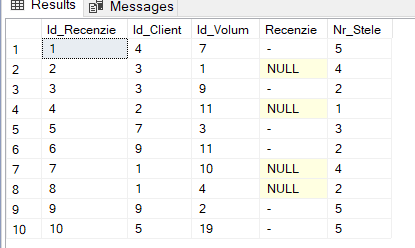 Results Messages
Id_Recenzie Id_Client Id_Volum Recenzie Nr_Stele
1 1 4 7 - 5
2 2 3 1 NULL 4
3 3 3 9 - 2
4 4 2 11 NULL 1
5 5 7 3 - 3
6 6 9 11 - 2
7 7 1 10 NULL 4
8 8 1 4 NULL 2
9 9 9 2 - 5
10 10 5 19 - 5